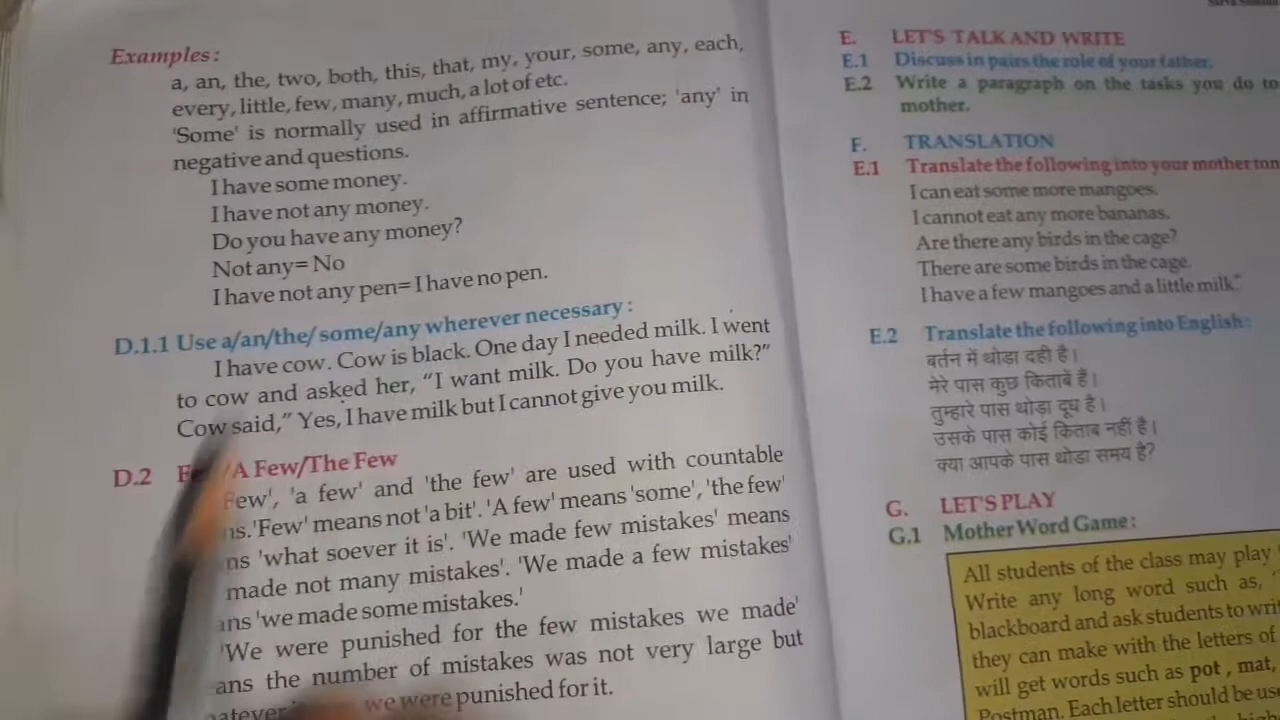 Examples:
a, an, the, two, both, this, that, my, your, some, any, each,
every, little, few, many, much, a lot of etc.
'Some' is normally used in affirmative sentence; 'any' in
negative and questions.
I have some money.
I have not any money.
Do you have any money?
Not any= No
I have not any pen= I have no pen.
D.1.1 Use a/an/the/ some/any wherever necessary :
I have cow. Cow is black. One day I needed milk. I went
to cow and asked her, “I want milk. Do you have milk?”
Cow said,” Yes, I have milk but I cannot give you milk.
D.2 /A Few/The Few
Few', 'a few' and 'the few' are used with countable
ns. 'Few' means not 'a bit'. 'A few' means 'some', 'the few'
ns 'what soever it is'. 'We made few mistakes' means
made not many mistakes'. 'We made a few mistakes'
ans 'we made some mistakes.'
'We were punished for the few mistakes we made'
ans the number of mistakes was not very large but
we were punished for it.
E. LET'S TALK AND WRITE
E.1 Discuss in pairs the role of your father.
E.2 Write a paragraph on the tasks you do to
mother.
F. TRANSLATION
E.1 Translate the following into your mother ton
I can eat some more mangoes.
I cannot eat any more bananas.
Are there any birds in the cage?
There are some birds in the cage.
I have a few mangoes and a little milk”
E.2 Translate the following into English:
बर्तन में थोड़ा दही है।
मेरे पास कुछ किताबें हैं।
तुम्हारे पास थोड़ा दूध है।
उसके पास कोई किताब नहीं है।
क्या आपके पास थोडा समय है?
G. LET'S PLAY
G.1 Mother Word Game :
All students of the class may play
Write any long word such as,
blackboard and ask students to writ
they can make with the letters of
will get words such as pot , mat,
Postman. Each letter should be use